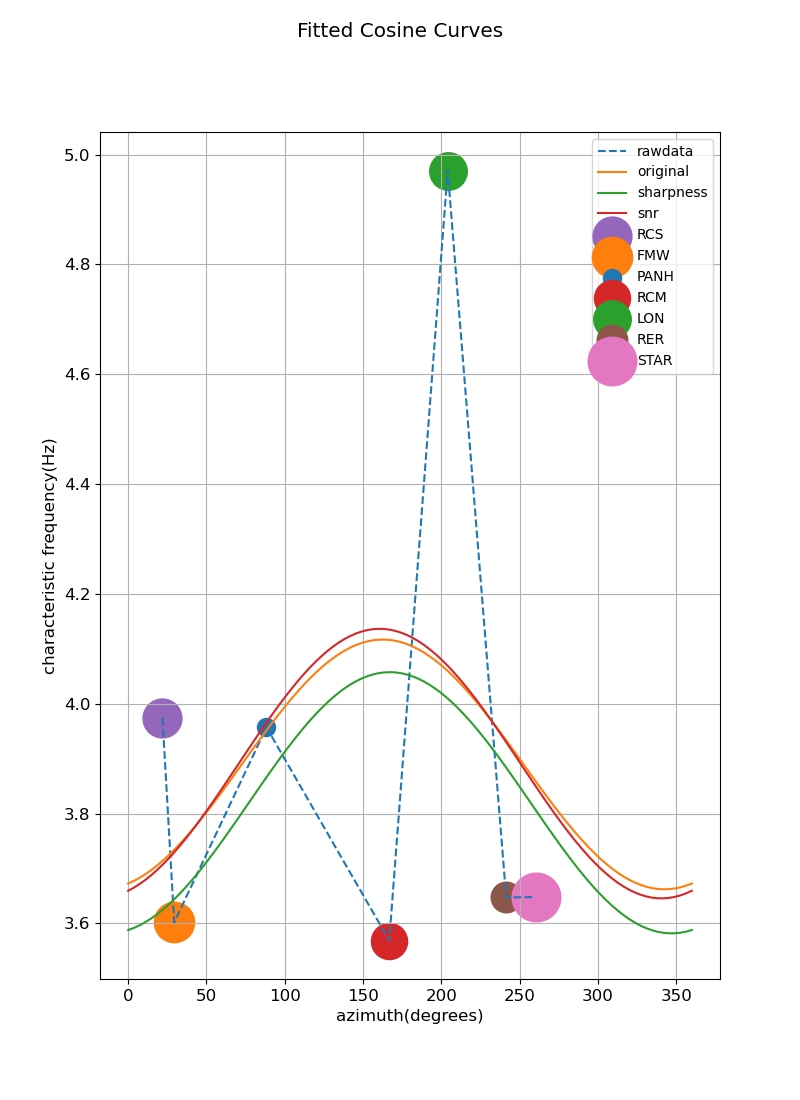 Fitted Cosine Curves
5.0
4.8
4.6
4.4
4.2
4.0
3.8
3.6
characteristic frequency(Hz)
rawdata
original
sharpness
snr
RCS
FMW
PANH
RCM
LON
RER
STAR
0 50 100 150 200 250 300 350
azimuth(degrees)